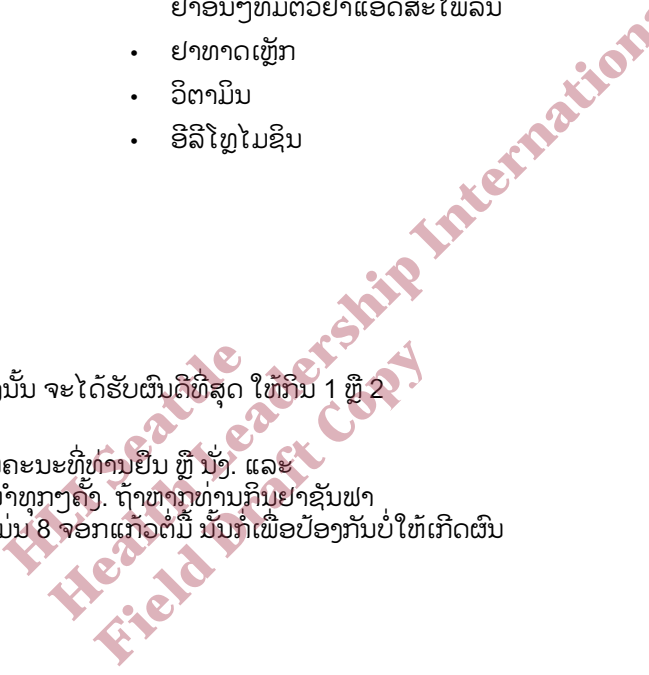 ຢາອື່ນໆທີ່ມີຕົວຢາແອດສະໄພລິນ
• ຢາທາດເຫຼັກ
• ວິຕາມິນ
• ອີລີໂທຼໄມຊິນ
ນັ້ນ ຈະໄດ້ຮັບຜົນດີທີ່ສຸດ ໃຫ້ກິນ 1 ຫຼື 2
ຄະນະທີ່ທ່ານຢືນ ຫຼື ນັ່ງ. ແລະ
ທຸກໆຄັ້ງ. ຖ້າຫາກທ່ານກິນຢາຊັນຟາ
ແມ່ນ 8 ຈອກແກ້ວຕໍ່ມື້ ນັ້ນກໍ່ເພື່ອປ້ອງກັນບໍ່ໃຫ້ເກີດຜົນ
HLI Seattle
Health Leadership International
Field Draft Copy